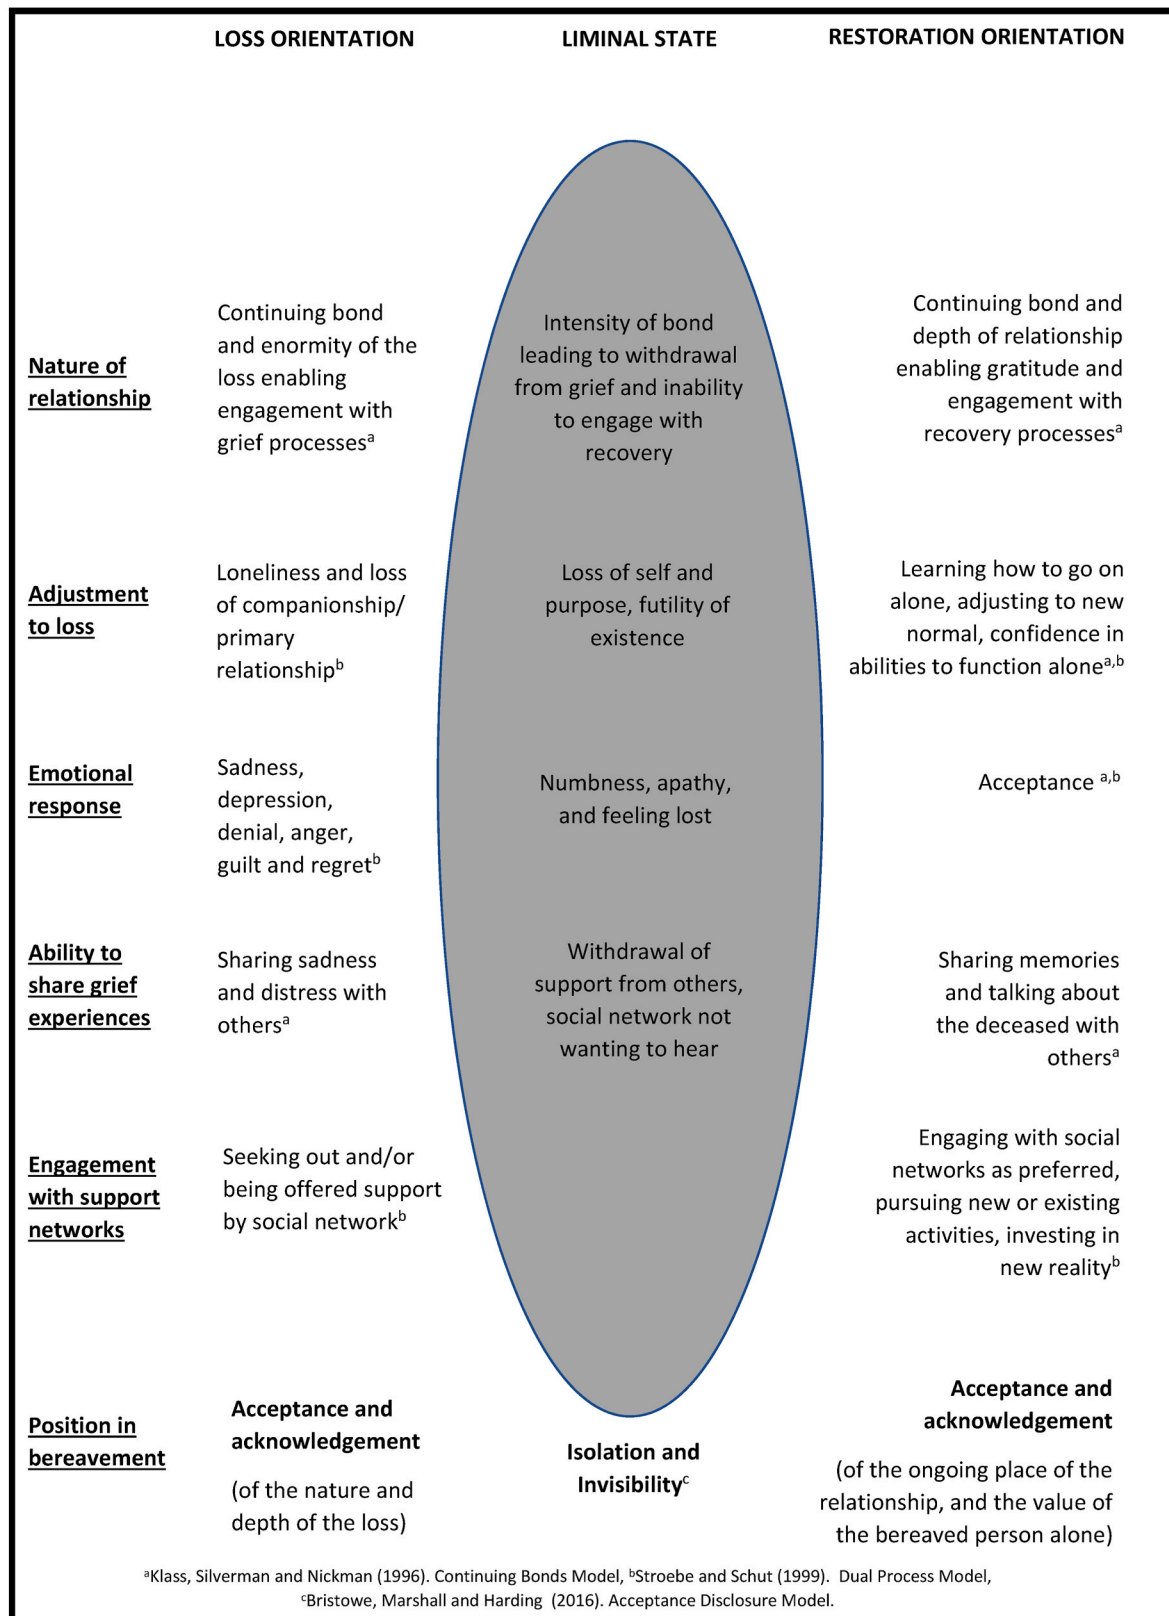 LOSS ORIENTATION
LIMINAL STATE
RESTORATION ORIENTATION
Nature of
relationship
Continuing bond
and enormity of the
loss enabling
engagement with
grief processesᵃ
Intensity of bond
leading to withdrawal
from grief and inability
to engage with
recovery
Continuing bond and
depth of relationship
enabling gratitude and
engagement with
recovery processesᵃ
Adjustment
to loss
Loneliness and loss
of companionship/
primary
relationshipᵇ
Loss of self and
purpose, futility of
existence
Learning how to go on
alone, adjusting to new
normal, confidence in
abilities to function aloneᵃ,ᵇ
Emotional
response
Sadness,
depression,
denial, anger,
guilt and regretᵇ
Numbness, apathy,
and feeling lost
Acceptance ᵃ,ᵇ
Ability to
share grief
experiences
Sharing sadness
and distress with
othersᵃ
Withdrawal of
support from others,
social network not
wanting to hear
Sharing memories
and talking about
the deceased with
othersᵃ
Engagement
with support
networks
Seeking out and/or
being offered support
by social networkᵇ
Engaging with social
networks as preferred,
pursuing new or existing
activities, investing in
new realityᵇ
Position in
bereavement
Acceptance and
acknowledgement
(of the nature and
depth of the loss)
Isolation and
Invisibilityᶜ
Acceptance and
acknowledgement
(of the ongoing place of the
relationship, and the value of
the bereaved person alone)
ᵃKlass, Silverman and Nickman (1996). Continuing Bonds Model, ᵇStroebe and Schut (1999).  Dual Process Model,
ᶜBristowe, Marshall and Harding  (2016). Acceptance Disclosure Model.